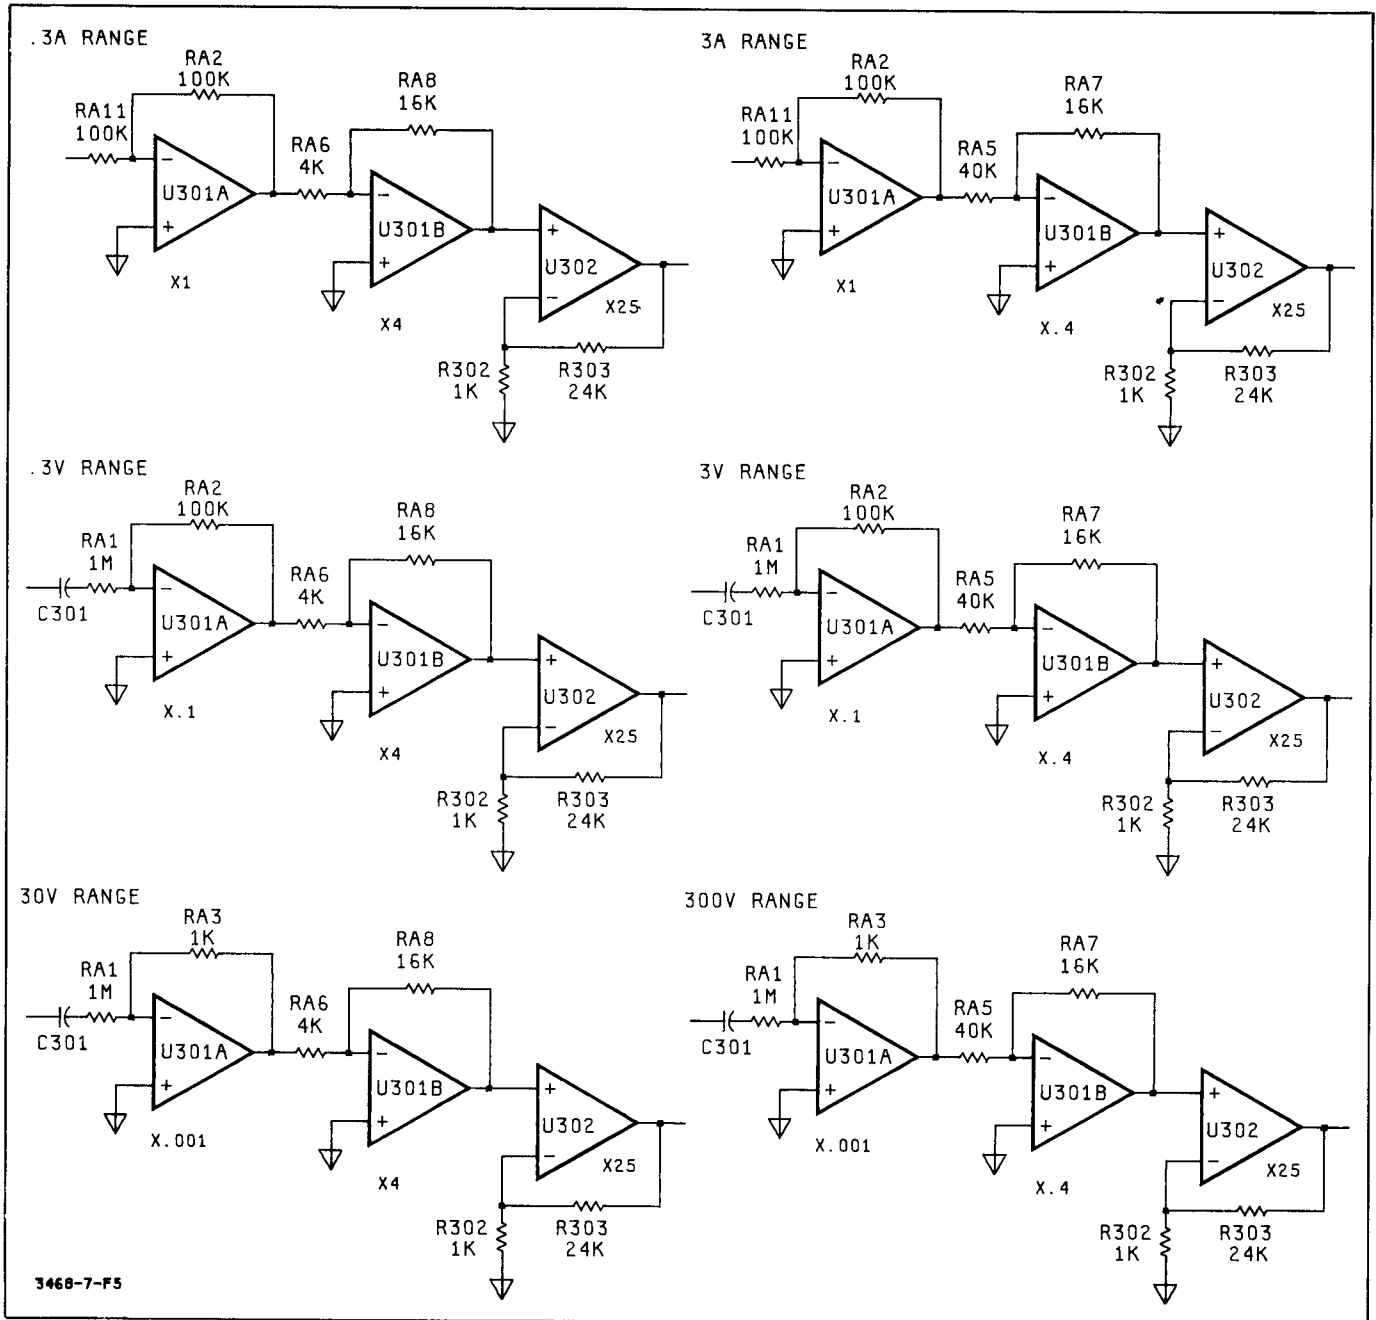 .3A RANGE
RA2
100K
RA11
100K
RA8
16K
RA6
4K
−
U301A
+
X1
−
U301B
+
X4
+
U302
−
X25
R302
1K
R303
24K
3A RANGE
RA2
100K
RA11
100K
RA7
16K
RA5
40K
−
U301A
+
X1
−
U301B
+
X.4
+
U302
−
X25
R302
1K
R303
24K
.3V RANGE
RA2
100K
RA1
1M
C301
RA8
16K
RA6
4K
−
U301A
+
X.1
−
U301B
+
X4
+
U302
−
X25
R302
1K
R303
24K
3V RANGE
RA2
100K
RA1
1M
C301
RA7
16K
RA5
40K
−
U301A
+
X.1
−
U301B
+
X.4
+
U302
−
X25
R302
1K
R303
24K
30V RANGE
RA3
1K
RA1
1M
C301
RA8
16K
RA6
4K
−
U301A
+
X.001
−
U301B
+
X4
+
U302
−
X25
R302
1K
R303
24K
300V RANGE
RA3
1K
RA1
1M
C301
RA7
16K
RA5
40K
−
U301A
+
X.001
−
U301B
+
X.4
+
U302
−
X25
R302
1K
R303
24K
3468-7-F5